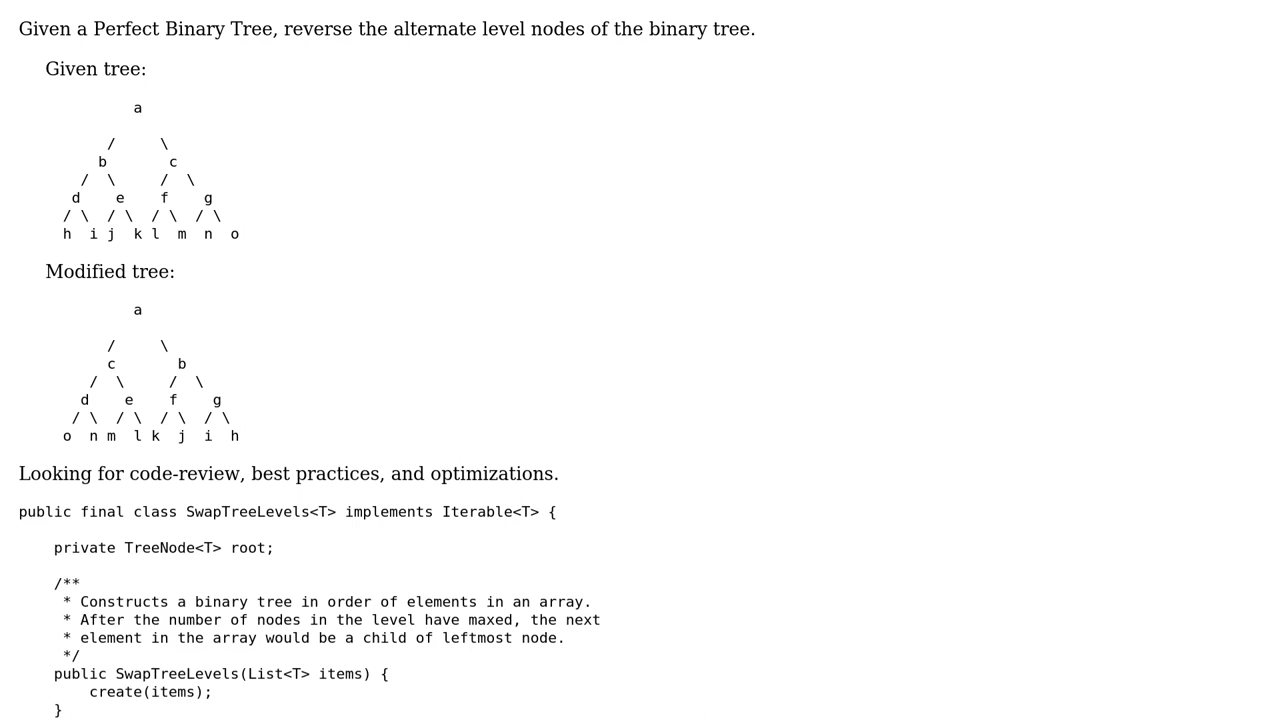 Given a Perfect Binary Tree, reverse the alternate level nodes of the binary tree.
Given tree:
a
/     \
b       c
/  \     /  \
d    e    f    g
/ \  / \  / \  / \
h  i j  k l  m  n  o
Modified tree:
a
/     \
c       b
/  \     /  \
d    e    f    g
/ \  / \  / \  / \
o  n m  l k  j  i  h
Looking for code-review, best practices, and optimizations.
public final class SwapTreeLevels<T> implements Iterable<T> {
    private TreeNode<T> root;
    /**
     * Constructs a binary tree in order of elements in an array.
     * After the number of nodes in the level have maxed, the next
     * element in the array would be a child of leftmost node.
     */
    public SwapTreeLevels(List<T> items) {
        create(items);
    }